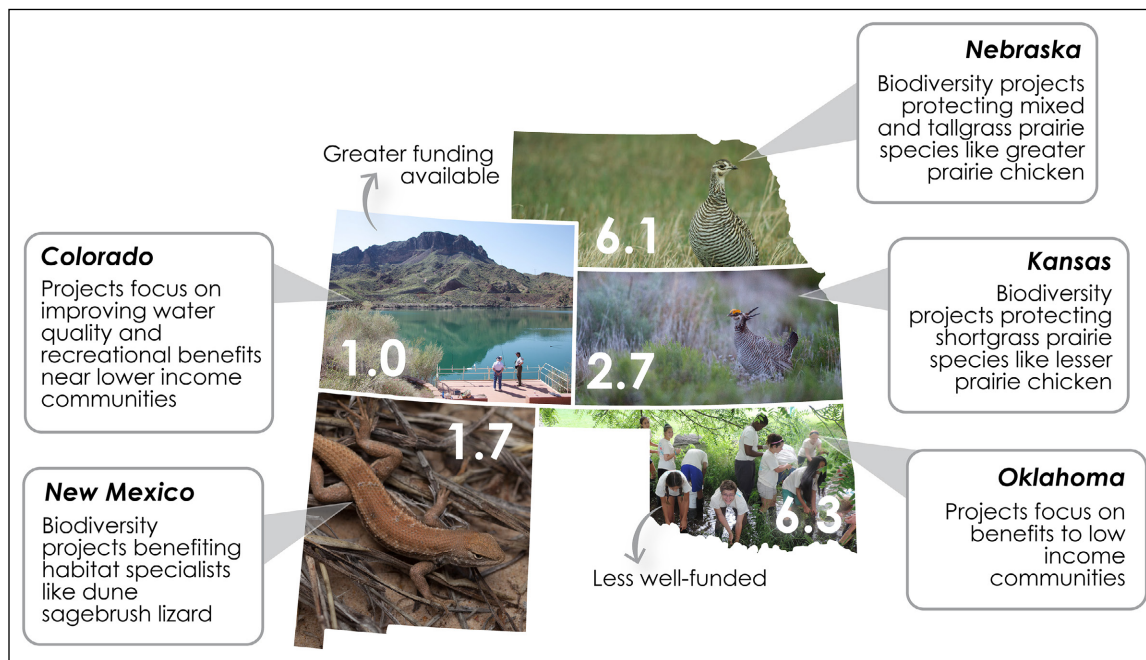 Nebraska
Biodiversity projects
protecting mixed
and tallgrass prairie
species like greater
prairie chicken
Greater funding
available
6.1
Colorado
Projects focus on
improving water
quality and
recreational benefits
near lower income
communities
1.0
Kansas
Biodiversity
projects protecting
shortgrass prairie
species like lesser
prairie chicken
2.7
New Mexico
Biodiversity
projects benefiting
habitat specialists
like dune
sagebrush lizard
1.7
Oklahoma
Projects focus on
benefits to low
income
communities
6.3
Less well-funded